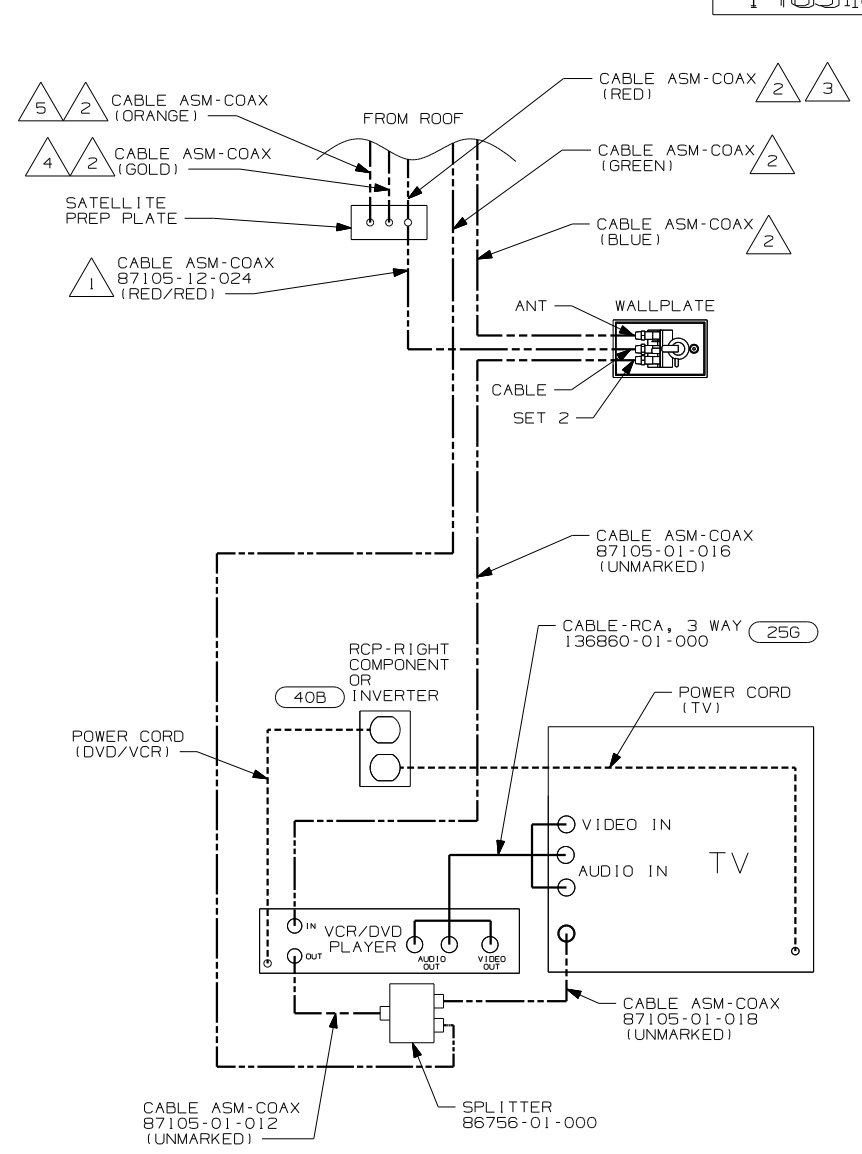 CABLE ASM-COAX
(RED)
2
3
5
2
CABLE ASM-COAX
(ORANGE)
FROM ROOF
4
2
CABLE ASM-COAX
(GOLD)
CABLE ASM-COAX
(GREEN)
2
SATELLITE
PREP PLATE
CABLE ASM-COAX
(BLUE)
2
1
CABLE ASM-COAX
87105-12-024
(RED/RED)
ANT
WALLPLATE
CABLE
SET 2
CABLE ASM-COAX
87105-01-016
(UNMARKED)
CABLE-RCA, 3 WAY
136860-01-000
25G
RCP-RIGHT
COMPONENT
OR
INVERTER
40B
POWER CORD
(TV)
POWER CORD
(DVD/VCR)
VIDEO IN
AUDIO IN
TV
IN
OUT
VCR/DVD
PLAYER
AUDIO
OUT
VIDEO
OUT
CABLE ASM-COAX
87105-01-018
(UNMARKED)
CABLE ASM-COAX
87105-01-012
(UNMARKED)
SPLITTER
86756-01-000